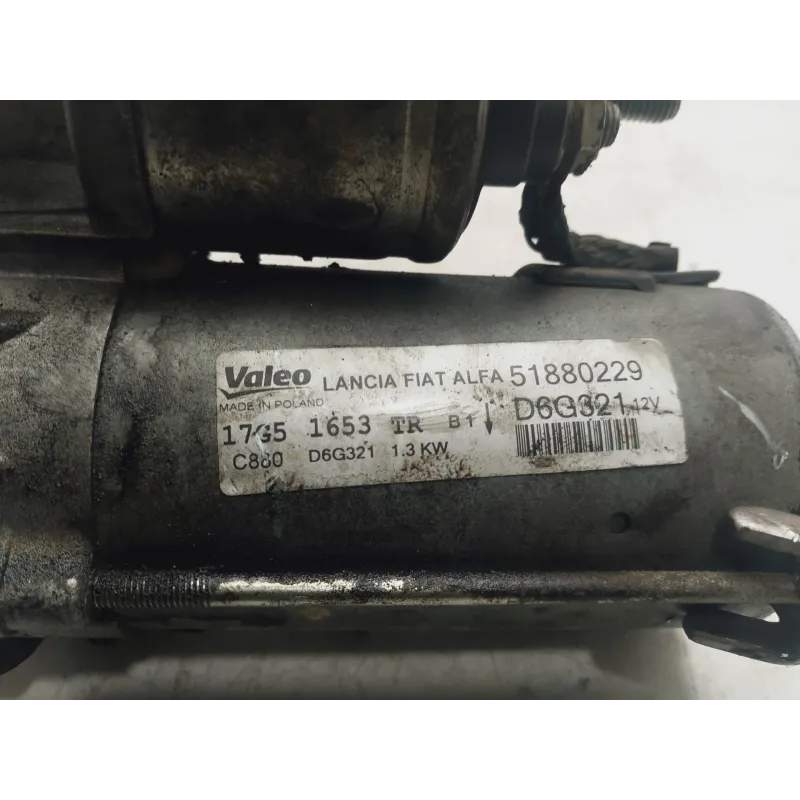 Valeo LANCIA FIAT ALFA 51880229
MADE IN POLAND D6G321 12V
17G5 1653 TR B1
C880 D6G321 1.3 KW